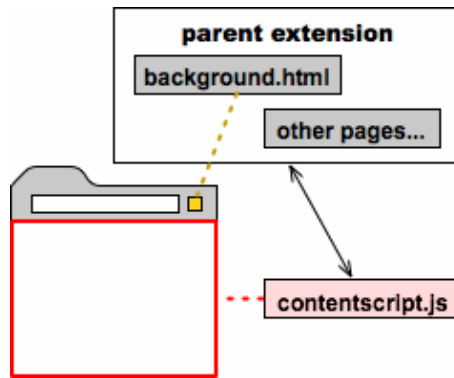 parent extension
background.html
other pages...
contentscript.js